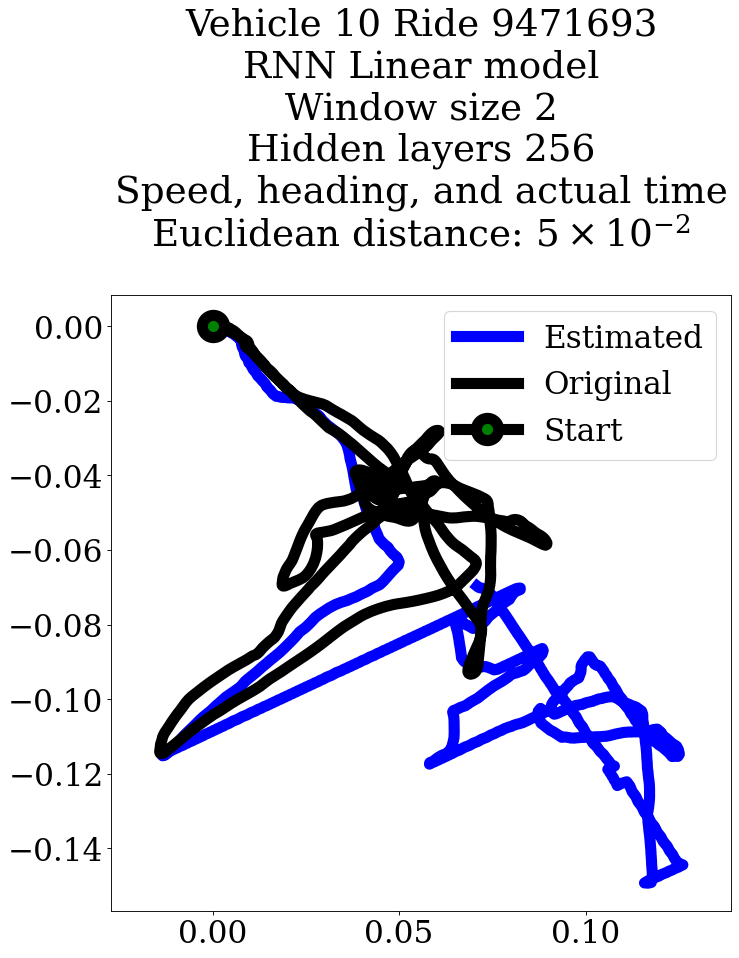 Vehicle 10 Ride 9471693
RNN Linear model
Window size 2
Hidden layers 256
Speed, heading, and actual time
Euclidean distance: 5 × 10⁻²
Estimated
Original
Start
0.00
−0.02
−0.04
−0.06
−0.08
−0.10
−0.12
−0.14
0.00 0.05 0.10